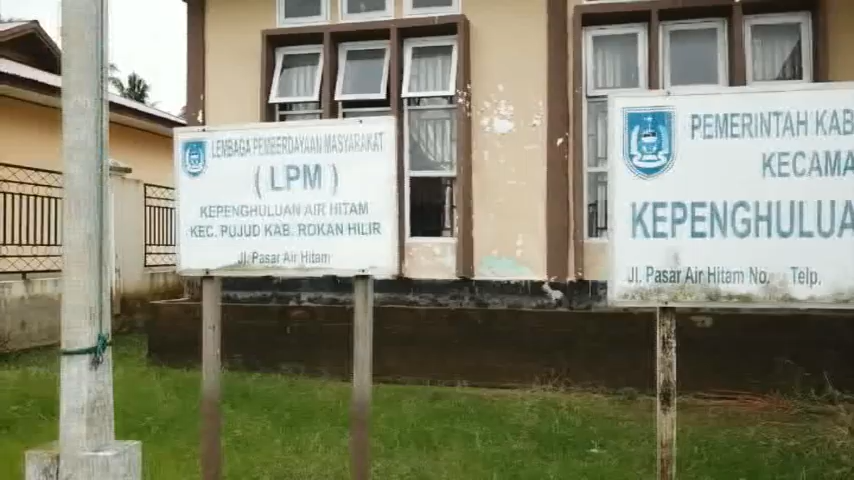 LEMBAGA PEMBERDAYAAN MASYARAKAT
( LPM )
KEPENGHULUAN AIR HITAM
KEC. PUJUD KAB. ROKAN HILIR
Jl. Pasar Air Hitam
PEMERINTAH KAB
KECAMA
KEPENGHULUA
Jl. Pasar Air Hitam No. Telp.